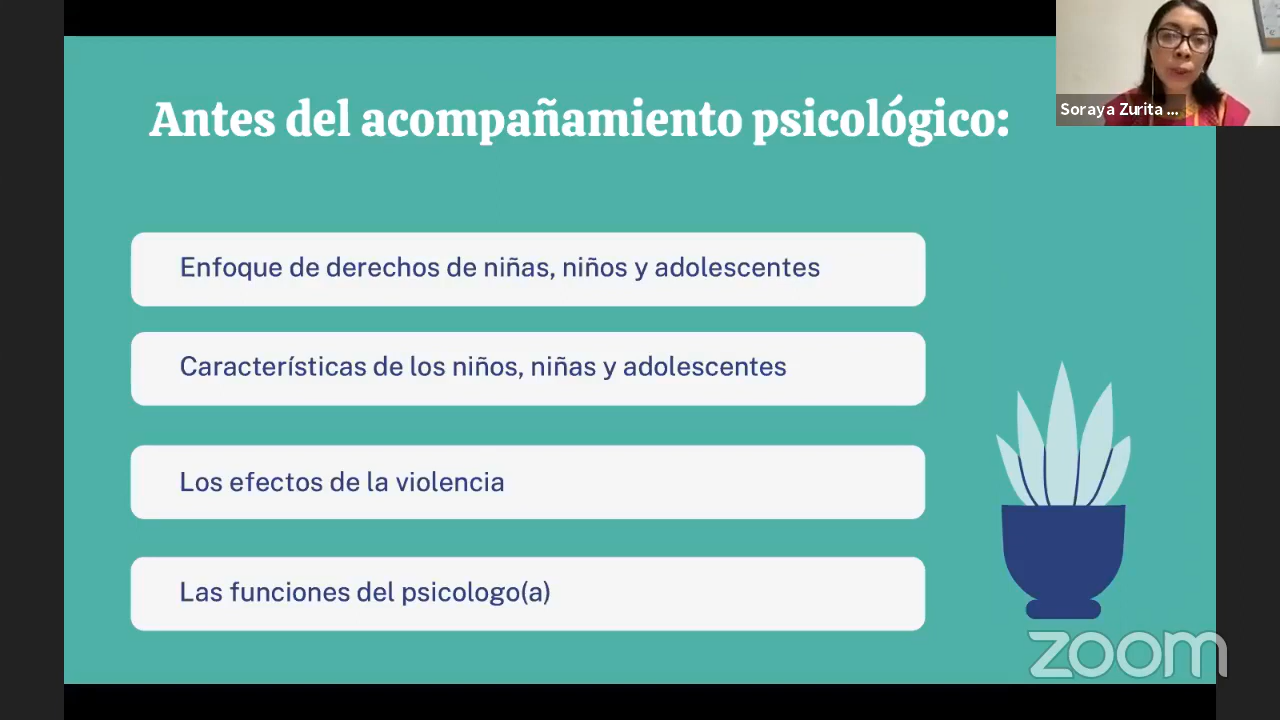 Antes del acompañamiento psicológico:
Soraya Zurita ...
Enfoque de derechos de niñas, niños y adolescentes
Características de los niños, niñas y adolescentes
Los efectos de la violencia
Las funciones del psicologo(a)
zoom